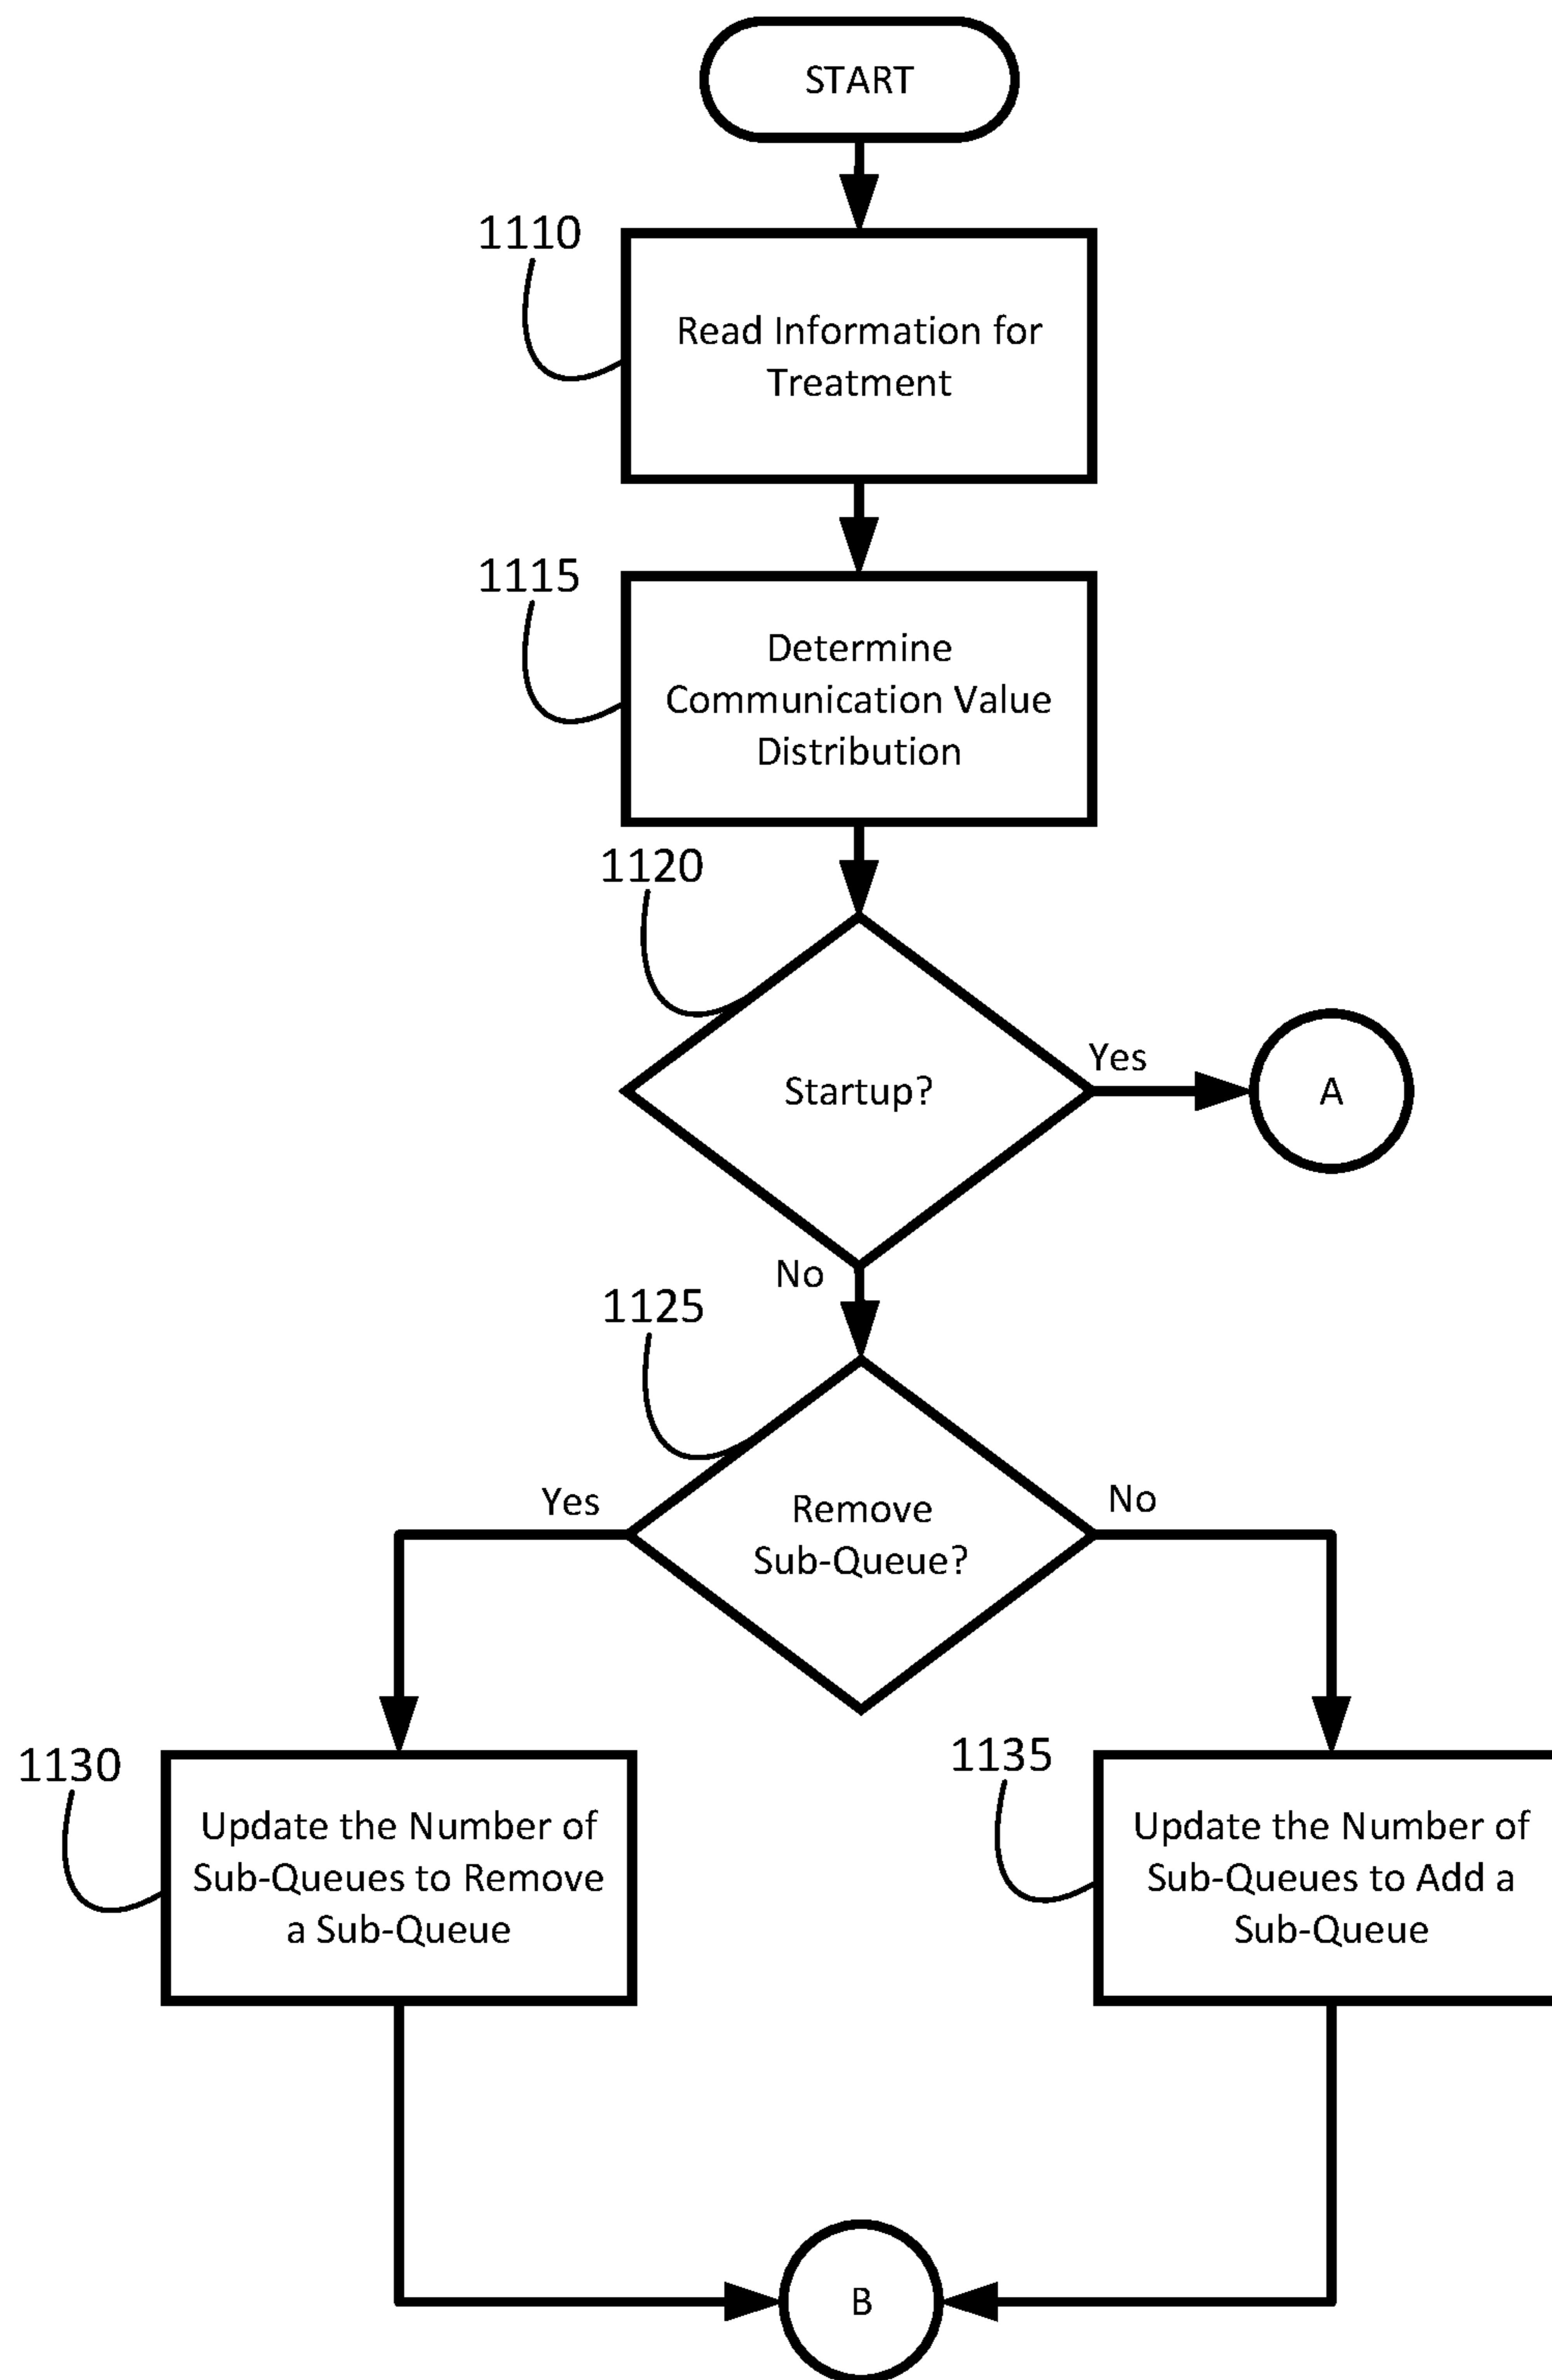 START
1110
Read Information for
Treatment
1115
Determine
Communication Value
Distribution
1120
Startup?
Yes
A
No
1125
Remove
Sub-Queue?
Yes
No
1130
Update the Number of
Sub-Queues to Remove
a Sub-Queue
1135
Update the Number of
Sub-Queues to Add a
Sub-Queue
B